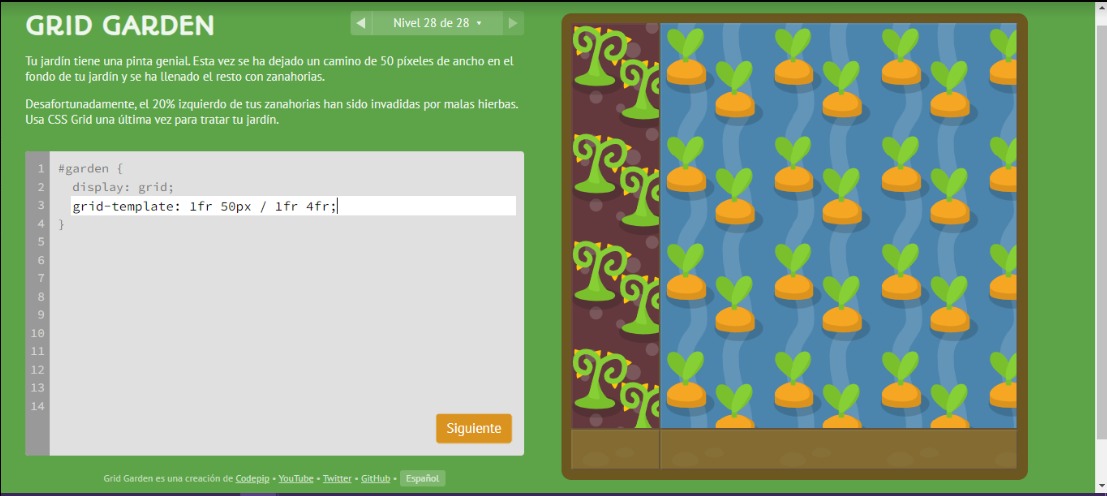 GRID GARDEN
Nivel 28 de 28
Tu jardín tiene una pinta genial. Esta vez se ha dejado un camino de 50 píxeles de ancho en el
fondo de tu jardín y se ha llenado el resto con zanahorias.
Desafortunadamente, el 20% izquierdo de tus zanahorias han sido invadidas por malas hierbas.
Usa CSS Grid una última vez para tratar tu jardín.
1 #garden {
2 display: grid;
3 grid-template: 1fr 50px / 1fr 4fr;
4 }
5
6
7
8
9
10
11
12
13
14
Siguiente
Grid Garden es una creación de Codepip • YouTube • Twitter • GitHub • Español